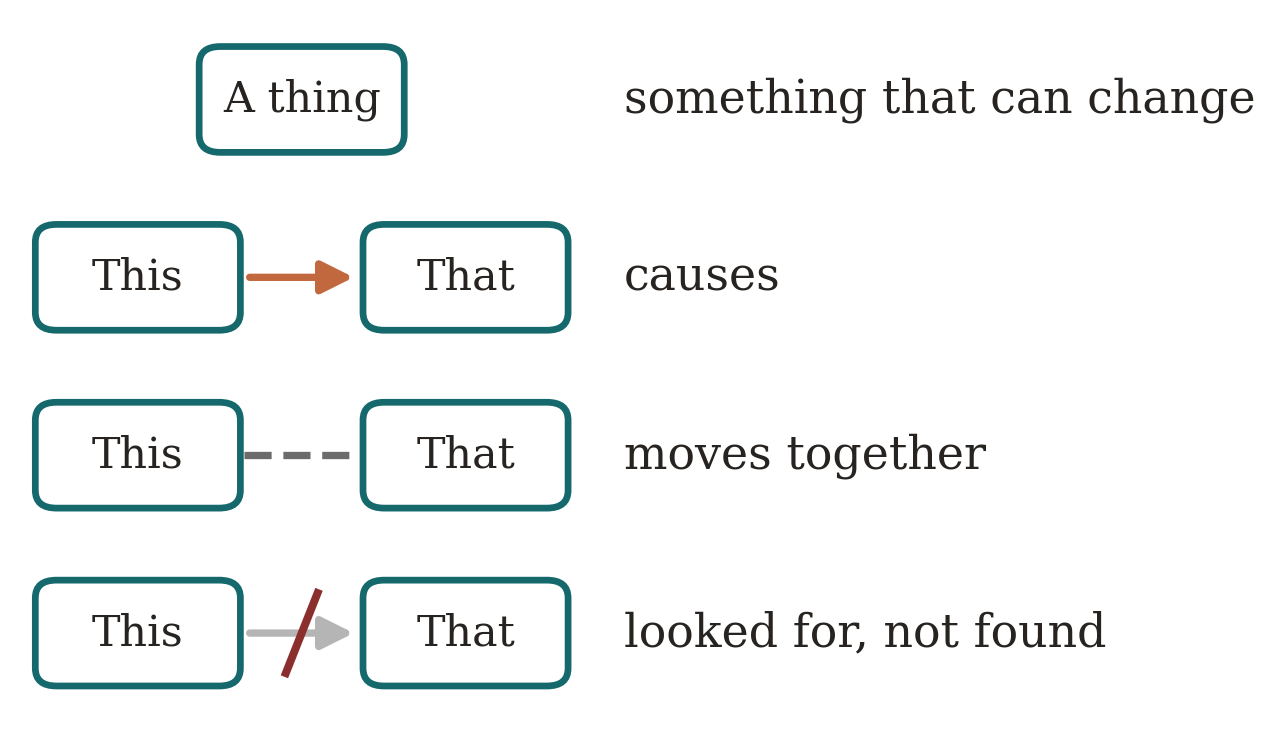 A thing something that can change
This That causes
This That moves together
This That looked for, not found